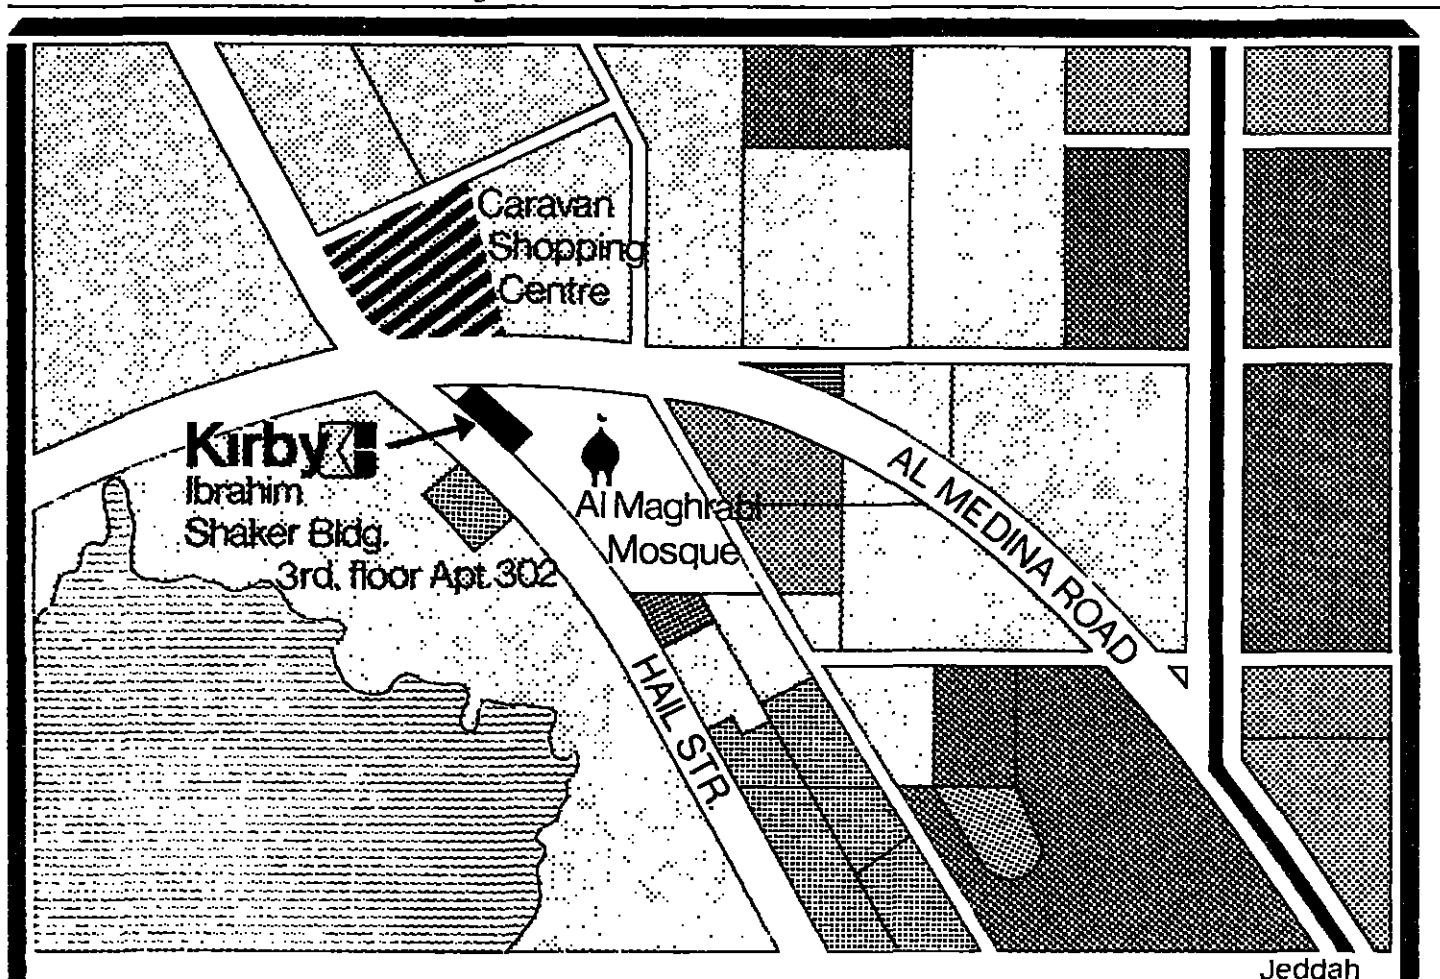 Caravan
Shopping
Centre
Kirby
Ibrahim
Shaker Bldg.
3rd. floor Apt. 302
Al Maghrabi
Mosque
AL MEDINA ROAD
HAIL STR.
Jeddah